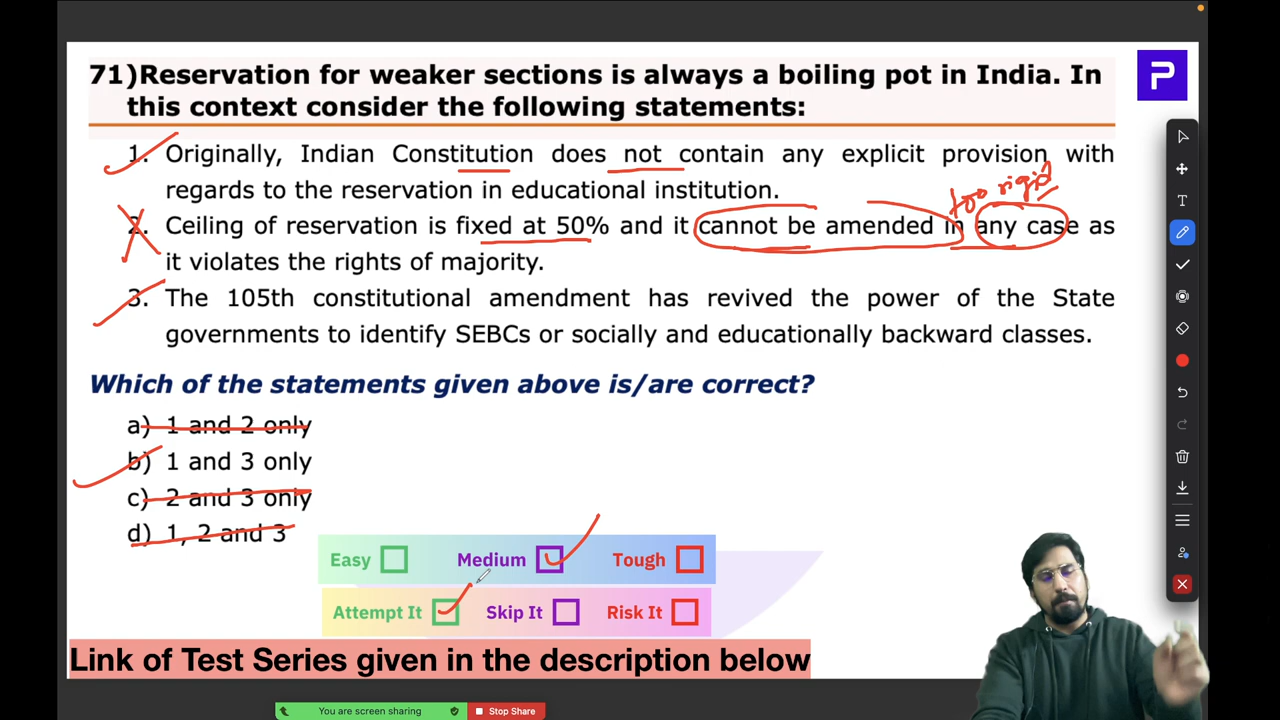 71)Reservation for weaker sections is always a boiling pot in India. In
this context consider the following statements:
1. Originally, Indian Constitution does not contain any explicit provision with
regards to the reservation in educational institution.
too rigid
2. Ceiling of reservation is fixed at 50% and it cannot be amended in any case as
it violates the rights of majority.
3. The 105th constitutional amendment has revived the power of the State
governments to identify SEBCs or socially and educationally backward classes.
Which of the statements given above is/are correct?
a) 1 and 2 only
b) 1 and 3 only
c) 2 and 3 only
d) 1, 2 and 3
Easy Medium Tough
Attempt It Skip It Risk It
Link of Test Series given in the description below
You are screen sharing Stop Share
P
T